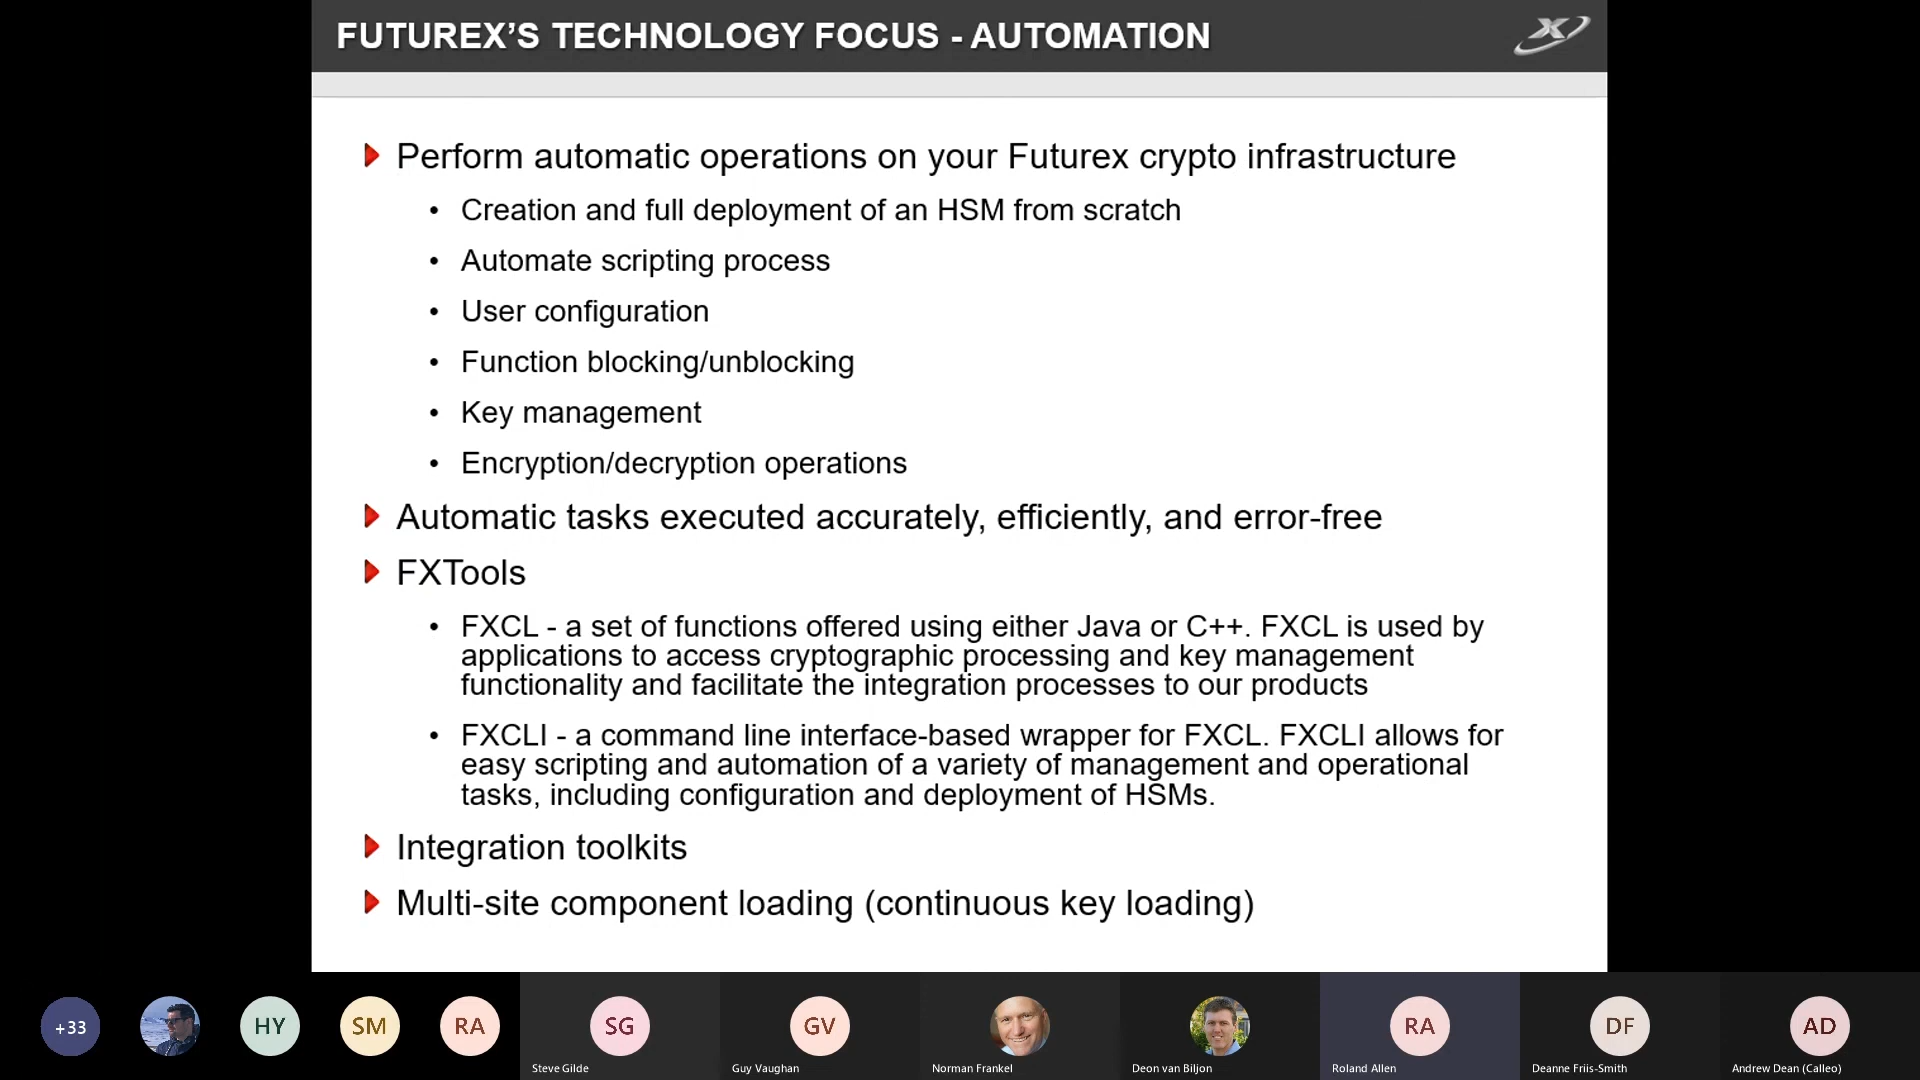 FUTUREX’S TECHNOLOGY FOCUS - AUTOMATION
X
Perform automatic operations on your Futurex crypto infrastructure
• Creation and full deployment of an HSM from scratch
• Automate scripting process
• User configuration
• Function blocking/unblocking
• Key management
• Encryption/decryption operations
Automatic tasks executed accurately, efficiently, and error-free
FXTools
• FXCL - a set of functions offered using either Java or C++. FXCL is used by
applications to access cryptographic processing and key management
functionality and facilitate the integration processes to our products
• FXCLI - a command line interface-based wrapper for FXCL. FXCLI allows for
easy scripting and automation of a variety of management and operational
tasks, including configuration and deployment of HSMs.
Integration toolkits
Multi-site component loading (continuous key loading)
+33
HY
SM
RA
SG
Steve Gilde
GV
Guy Vaughan
Norman Frankel
Deon van Biljon
RA
Roland Allen
DF
Deanne Friis-Smith
AD
Andrew Dean (Calleo)